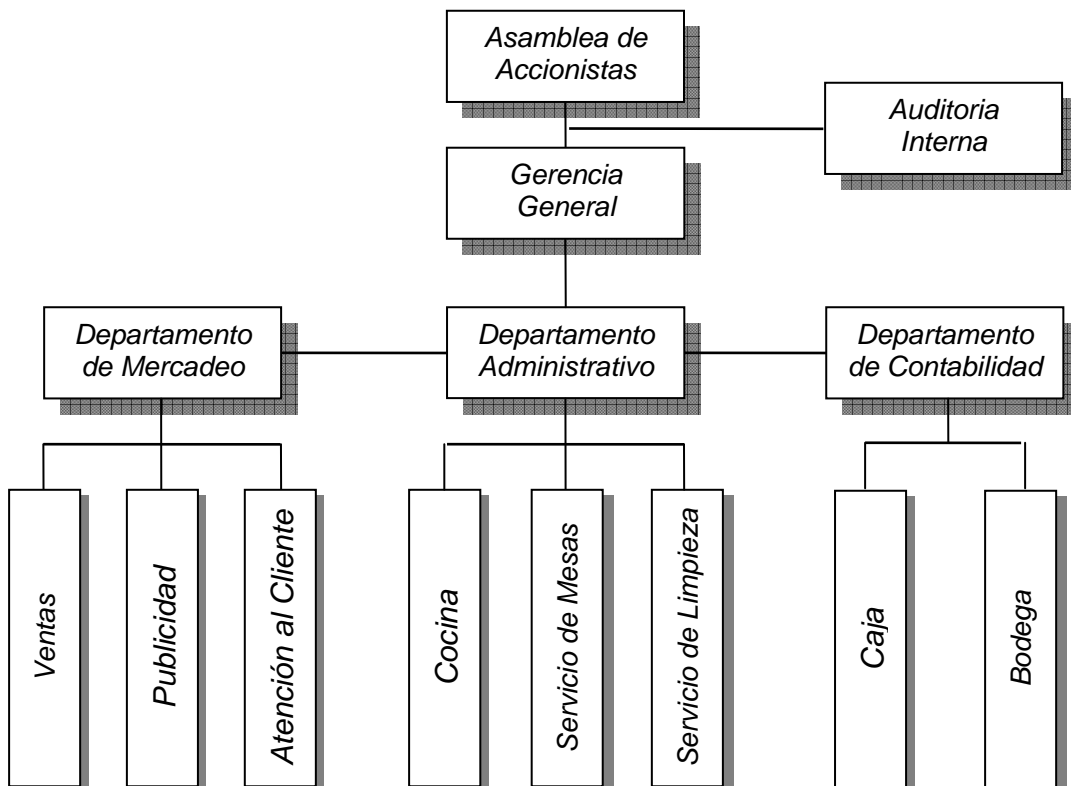 Asamblea de
Accionistas
Auditoria
Interna
Gerencia
General
Departamento
de Mercadeo
Departamento
Administrativo
Departamento
de Contabilidad
Ventas
Publicidad
Atención al Cliente
Cocina
Servicio de Mesas
Servicio de Limpieza
Caja
Bodega